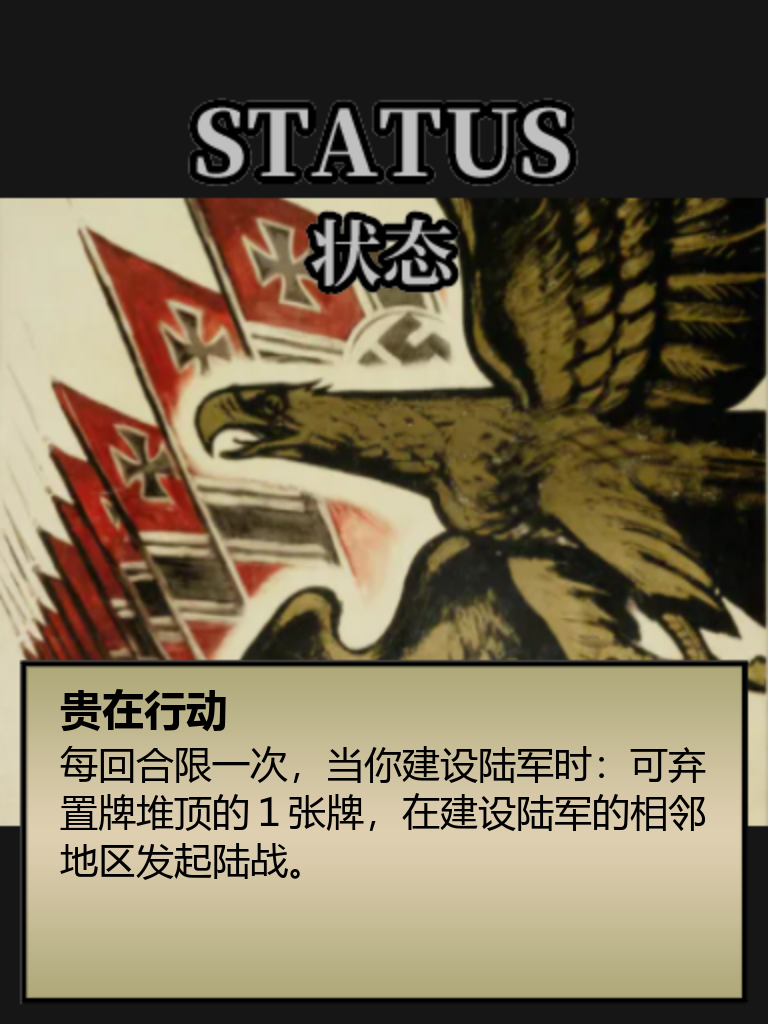 STATUS
状态
贵在行动
每回合限一次，当你建设陆军时：可弃
置牌堆顶的1张牌，在建设陆军的相邻
地区发起陆战。